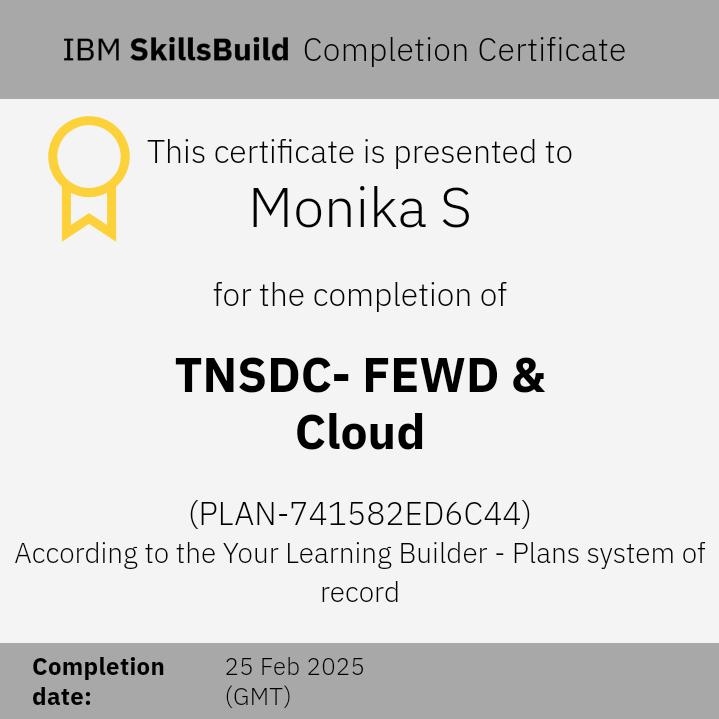 IBM SkillsBuild Completion Certificate
This certificate is presented to
Monika S
for the completion of
TNSDC- FEWD &
Cloud
(PLAN-741582ED6C44)
According to the Your Learning Builder - Plans system of
record
Completion date: 25 Feb 2025 (GMT)